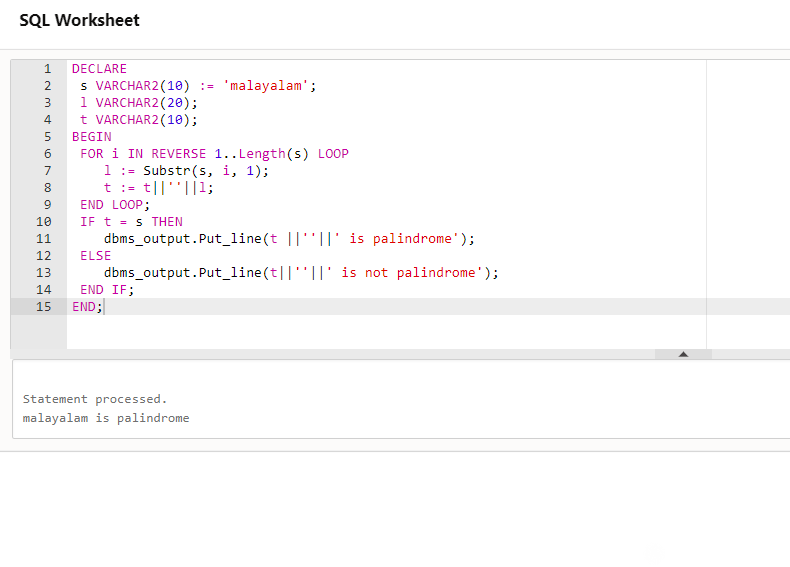 SQL Worksheet
1 DECLARE
2 s VARCHAR2(10) := 'malayalam';
3 l VARCHAR2(20);
4 t VARCHAR2(10);
5 BEGIN
6 FOR i IN REVERSE 1..Length(s) LOOP
7 l := Substr(s, i, 1);
8 t := t||''||l;
9 END LOOP;
10 IF t = s THEN
11 dbms_output.Put_line(t ||''||' is palindrome');
12 ELSE
13 dbms_output.Put_line(t||''||' is not palindrome');
14 END IF;
15 END;
Statement processed.
malayalam is palindrome